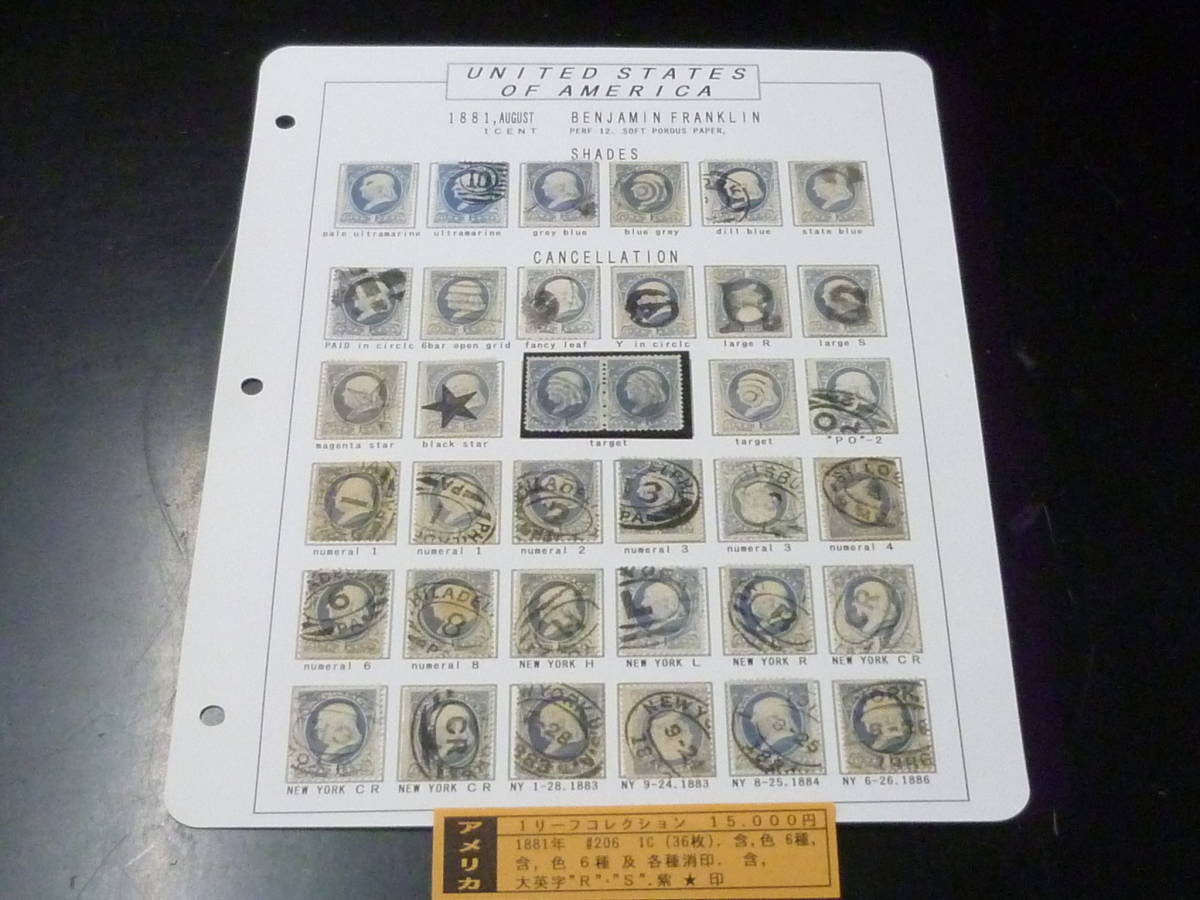 UNITED STATES
OF AMERICA
1881, AUGUST BENJAMIN FRANKLIN
1CENT PERF 12. SOFT POROUS PAPER,
SHADES
10
pale ultramarine ultramarine grey blue blue grey dill blue state blue
CANCELLATION
R S
PAID in circlc 6bar open grid fancy leaf Y in circlc large R large S
magenta star black star target target "PO"-2
numeral 1 numeral 1 numeral 2 numeral 3 numeral 3 numeral 4
numeral 6 numeral 8 NEW YORK H NEW YORK L NEW YORK R NEW YORK CR
NEW YORK CR NEW YORK CR NY 1-28.1883 NY 9-24.1883 NY 8-25.1884 NY 6-26.1886
アメリカ
1リーフコレクション 15.000円
1881年 #206 1C (36枚). 含,色 6種,
含, 色 6種 及 各種消印. 含,
大英字"R"・"S".紫 ★ 印